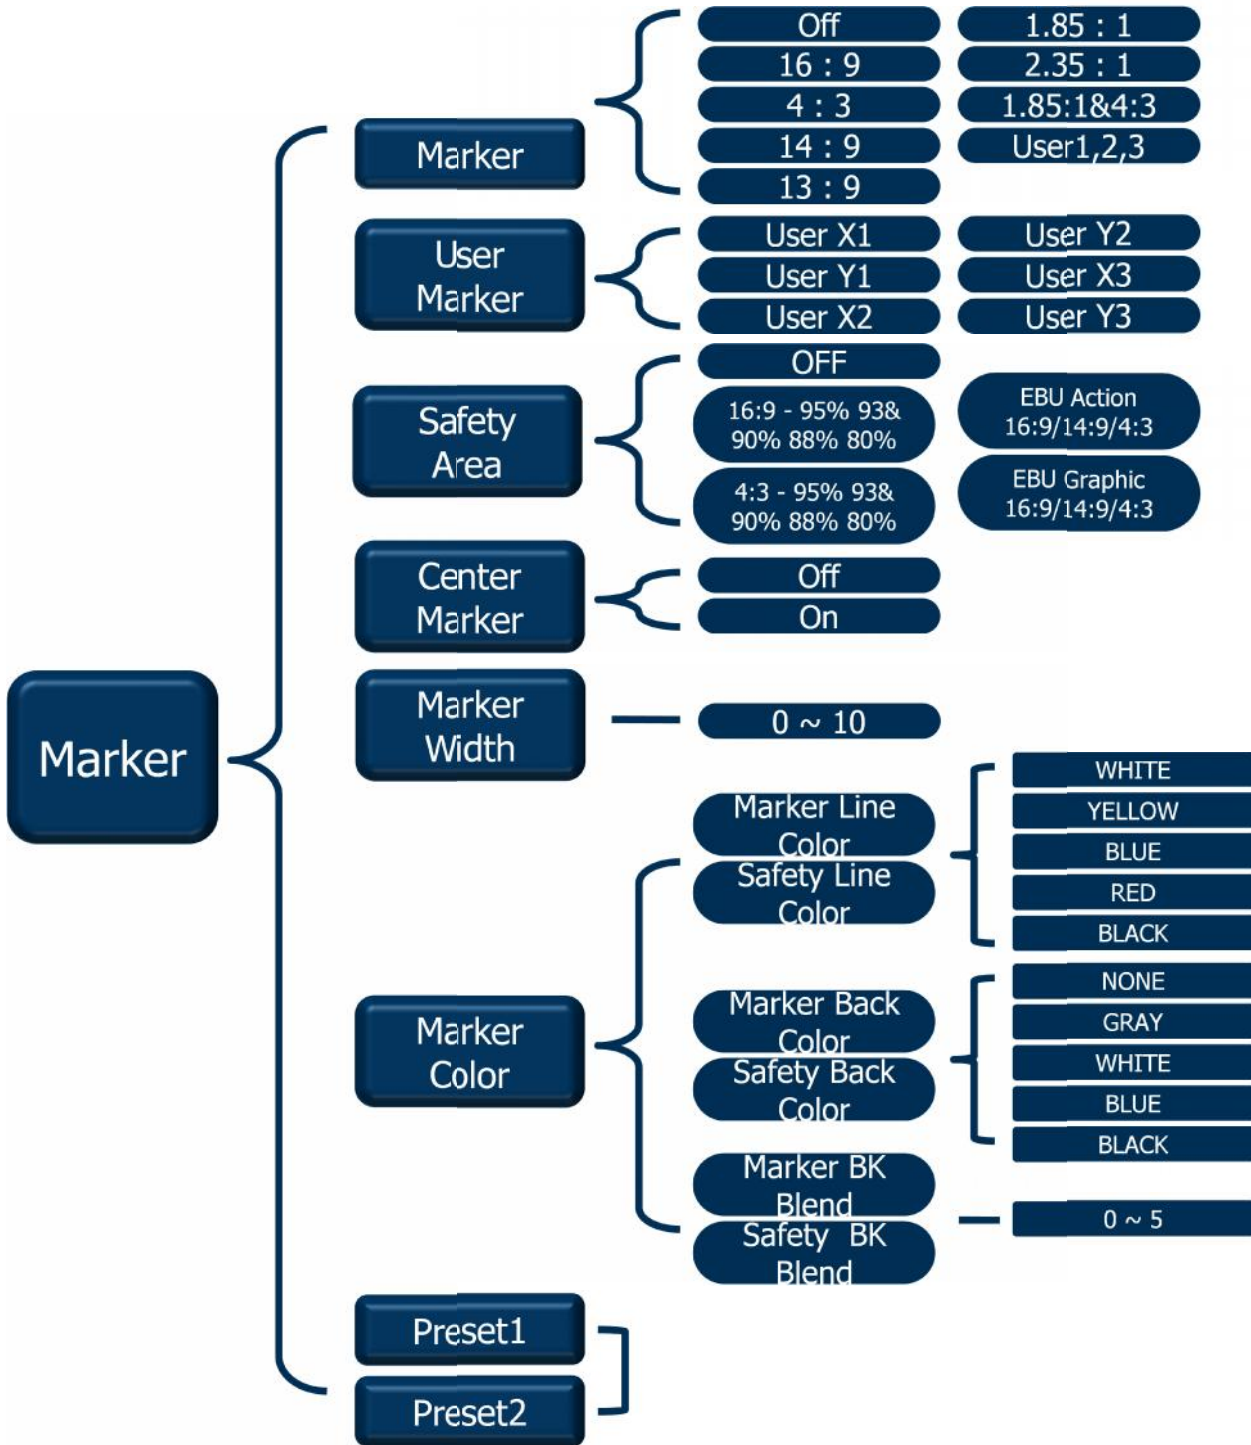 Marker
Marker
Off
16 : 9
4 : 3
14 : 9
13 : 9
1.85 : 1
2.35 : 1
1.85:1&4:3
User1,2,3
User
Marker
User X1
User Y1
User X2
User Y2
User X3
User Y3
Safety
Area
OFF
16:9 - 95% 93&
90% 88% 80%
4:3 - 95% 93&
90% 88% 80%
EBU Action
16:9/14:9/4:3
EBU Graphic
16:9/14:9/4:3
Center
Marker
Off
On
Marker
Width
0 ~ 10
Marker
Color
Marker Line
Color
Safety Line
Color
WHITE
YELLOW
BLUE
RED
BLACK
Marker Back
Color
Safety Back
Color
NONE
GRAY
WHITE
BLUE
BLACK
Marker BK
Blend
Safety  BK
Blend
0 ~ 5
Preset1
Preset2